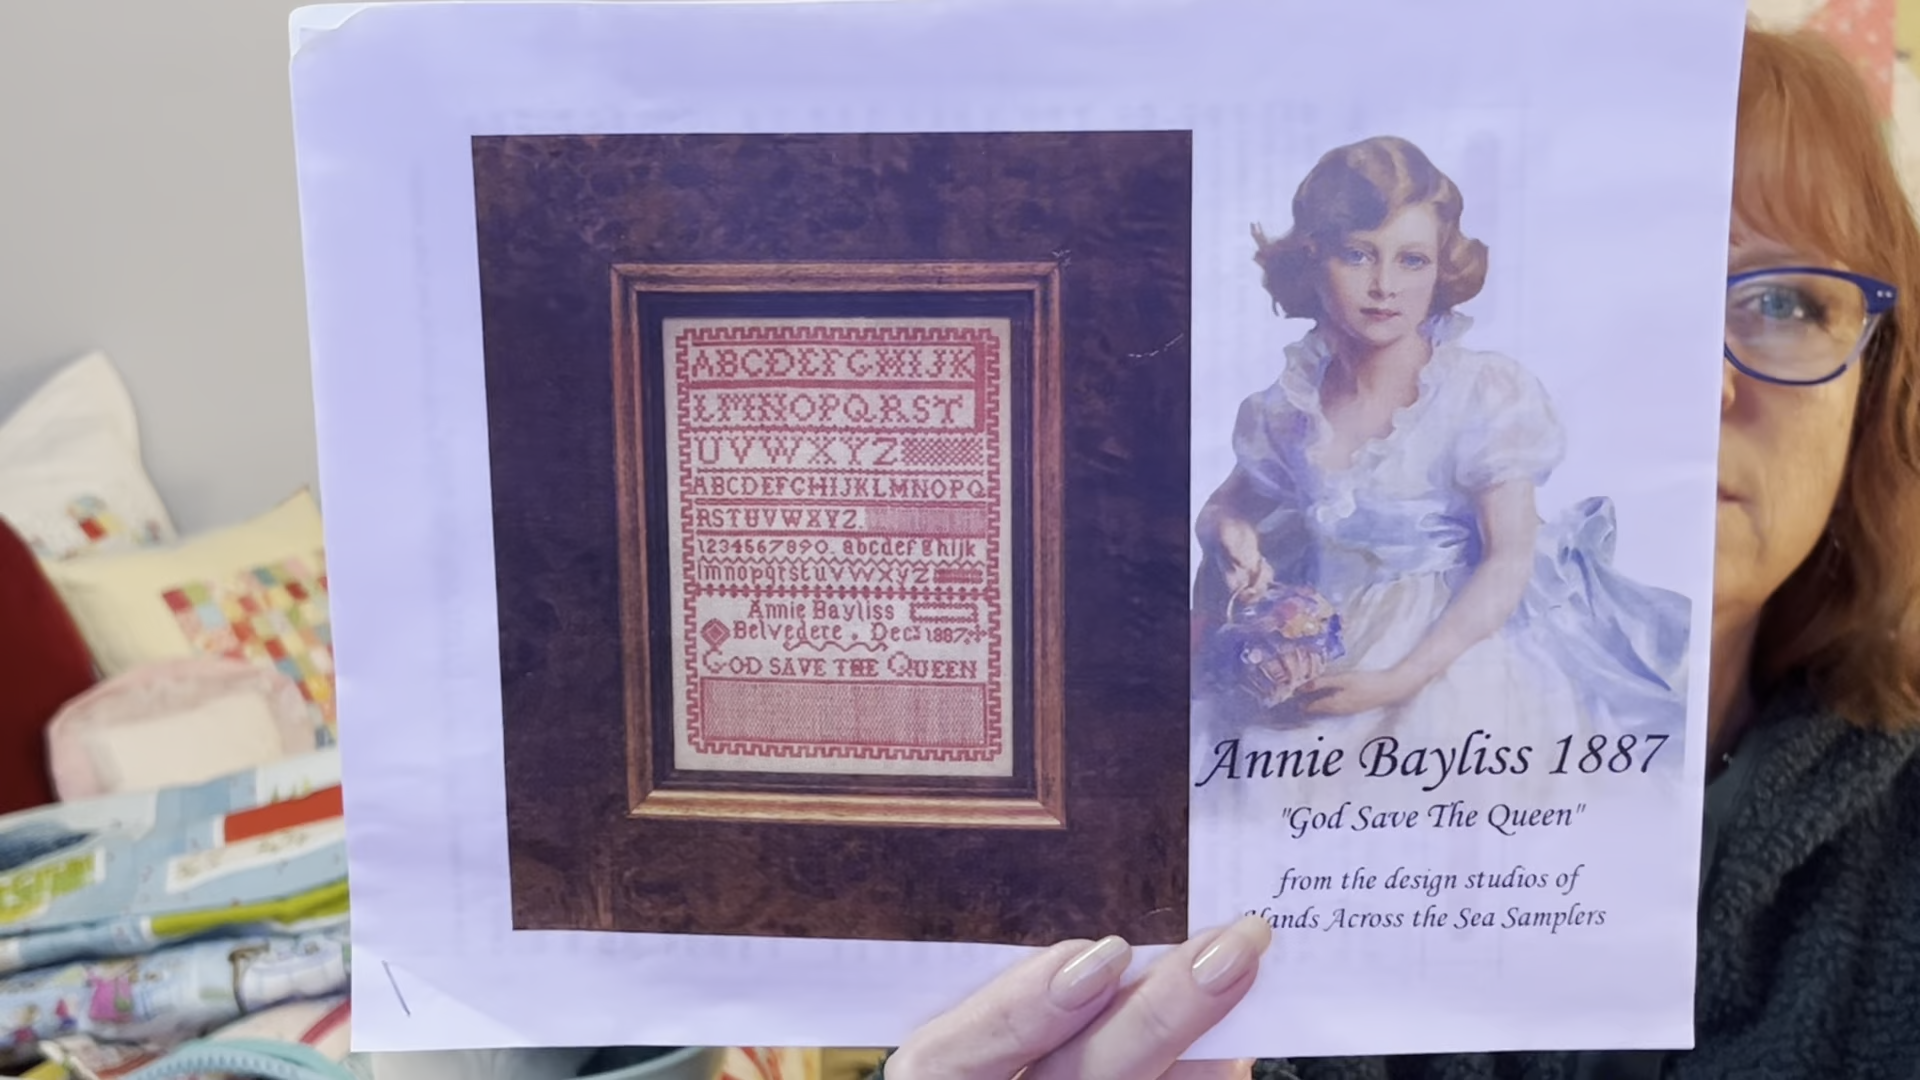 ABCDEFGHIJK
LMNOPQRST
UVWXYZ
ABCDEFGHIJKLMNOPQ
RSTUVWXYZ.
1234567890. abcdefghijk
lmnopqrstuvwxyz
Annie Bayliss
Belvedere . Dec: 1887
GOD SAVE THE QUEEN
Annie Bayliss 1887
"God Save The Queen"
from the design studios of
Hands Across the Sea Samplers